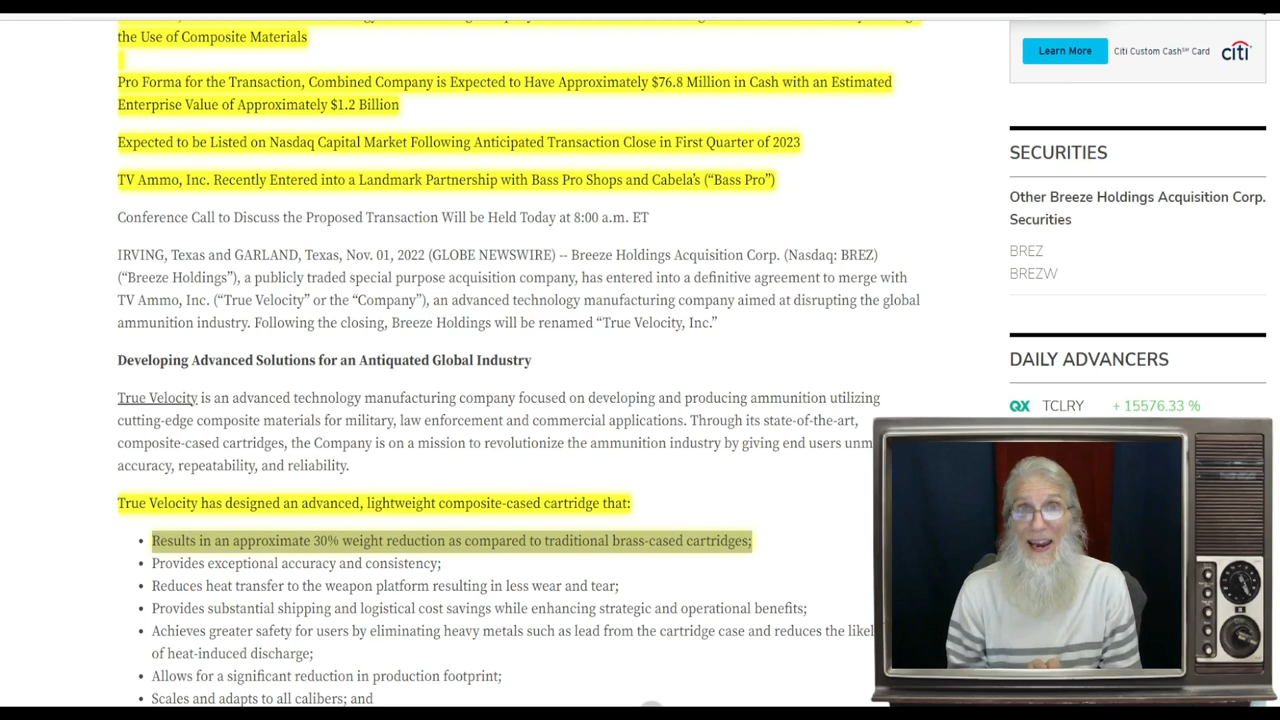 the Use of Composite Materials
Pro Forma for the Transaction, Combined Company is Expected to Have Approximately $76.8 Million in Cash with an Estimated
Enterprise Value of Approximately $1.2 Billion
Expected to be Listed on Nasdaq Capital Market Following Anticipated Transaction Close in First Quarter of 2023
TV Ammo, Inc. Recently Entered into a Landmark Partnership with Bass Pro Shops and Cabela’s (“Bass Pro”)
Conference Call to Discuss the Proposed Transaction Will be Held Today at 8:00 a.m. ET
IRVING, Texas and GARLAND, Texas, Nov. 01, 2022 (GLOBE NEWSWIRE) -- Breeze Holdings Acquisition Corp. (Nasdaq: BREZ)
(“Breeze Holdings”), a publicly traded special purpose acquisition company, has entered into a definitive agreement to merge with
TV Ammo, Inc. (“True Velocity” or the “Company”), an advanced technology manufacturing company aimed at disrupting the global
ammunition industry. Following the closing, Breeze Holdings will be renamed “True Velocity, Inc.”
Developing Advanced Solutions for an Antiquated Global Industry
True Velocity is an advanced technology manufacturing company focused on developing and producing ammunition utilizing
cutting-edge composite materials for military, law enforcement and commercial applications. Through its state-of-the-art,
composite-cased cartridges, the Company is on a mission to revolutionize the ammunition industry by giving end users
accuracy, repeatability, and reliability.
True Velocity has designed an advanced, lightweight composite-cased cartridge that:
• Results in an approximate 30% weight reduction as compared to traditional brass-cased cartridges;
• Provides exceptional accuracy and consistency;
• Reduces heat transfer to the weapon platform resulting in less wear and tear;
• Provides substantial shipping and logistical cost savings while enhancing strategic and operational benefits;
• Achieves greater safety for users by eliminating heavy metals such as lead from the cartridge case and reduces the
of heat-induced discharge;
• Allows for a significant reduction in production footprint;
• Scales and adapts to all calibers; and
Learn More
Citi Custom Cash℠ Card
citi
SECURITIES
Other Breeze Holdings Acquisition Corp.
Securities
BREZ
BREZW
DAILY ADVANCERS
QX TCLRY + 15576.33 %